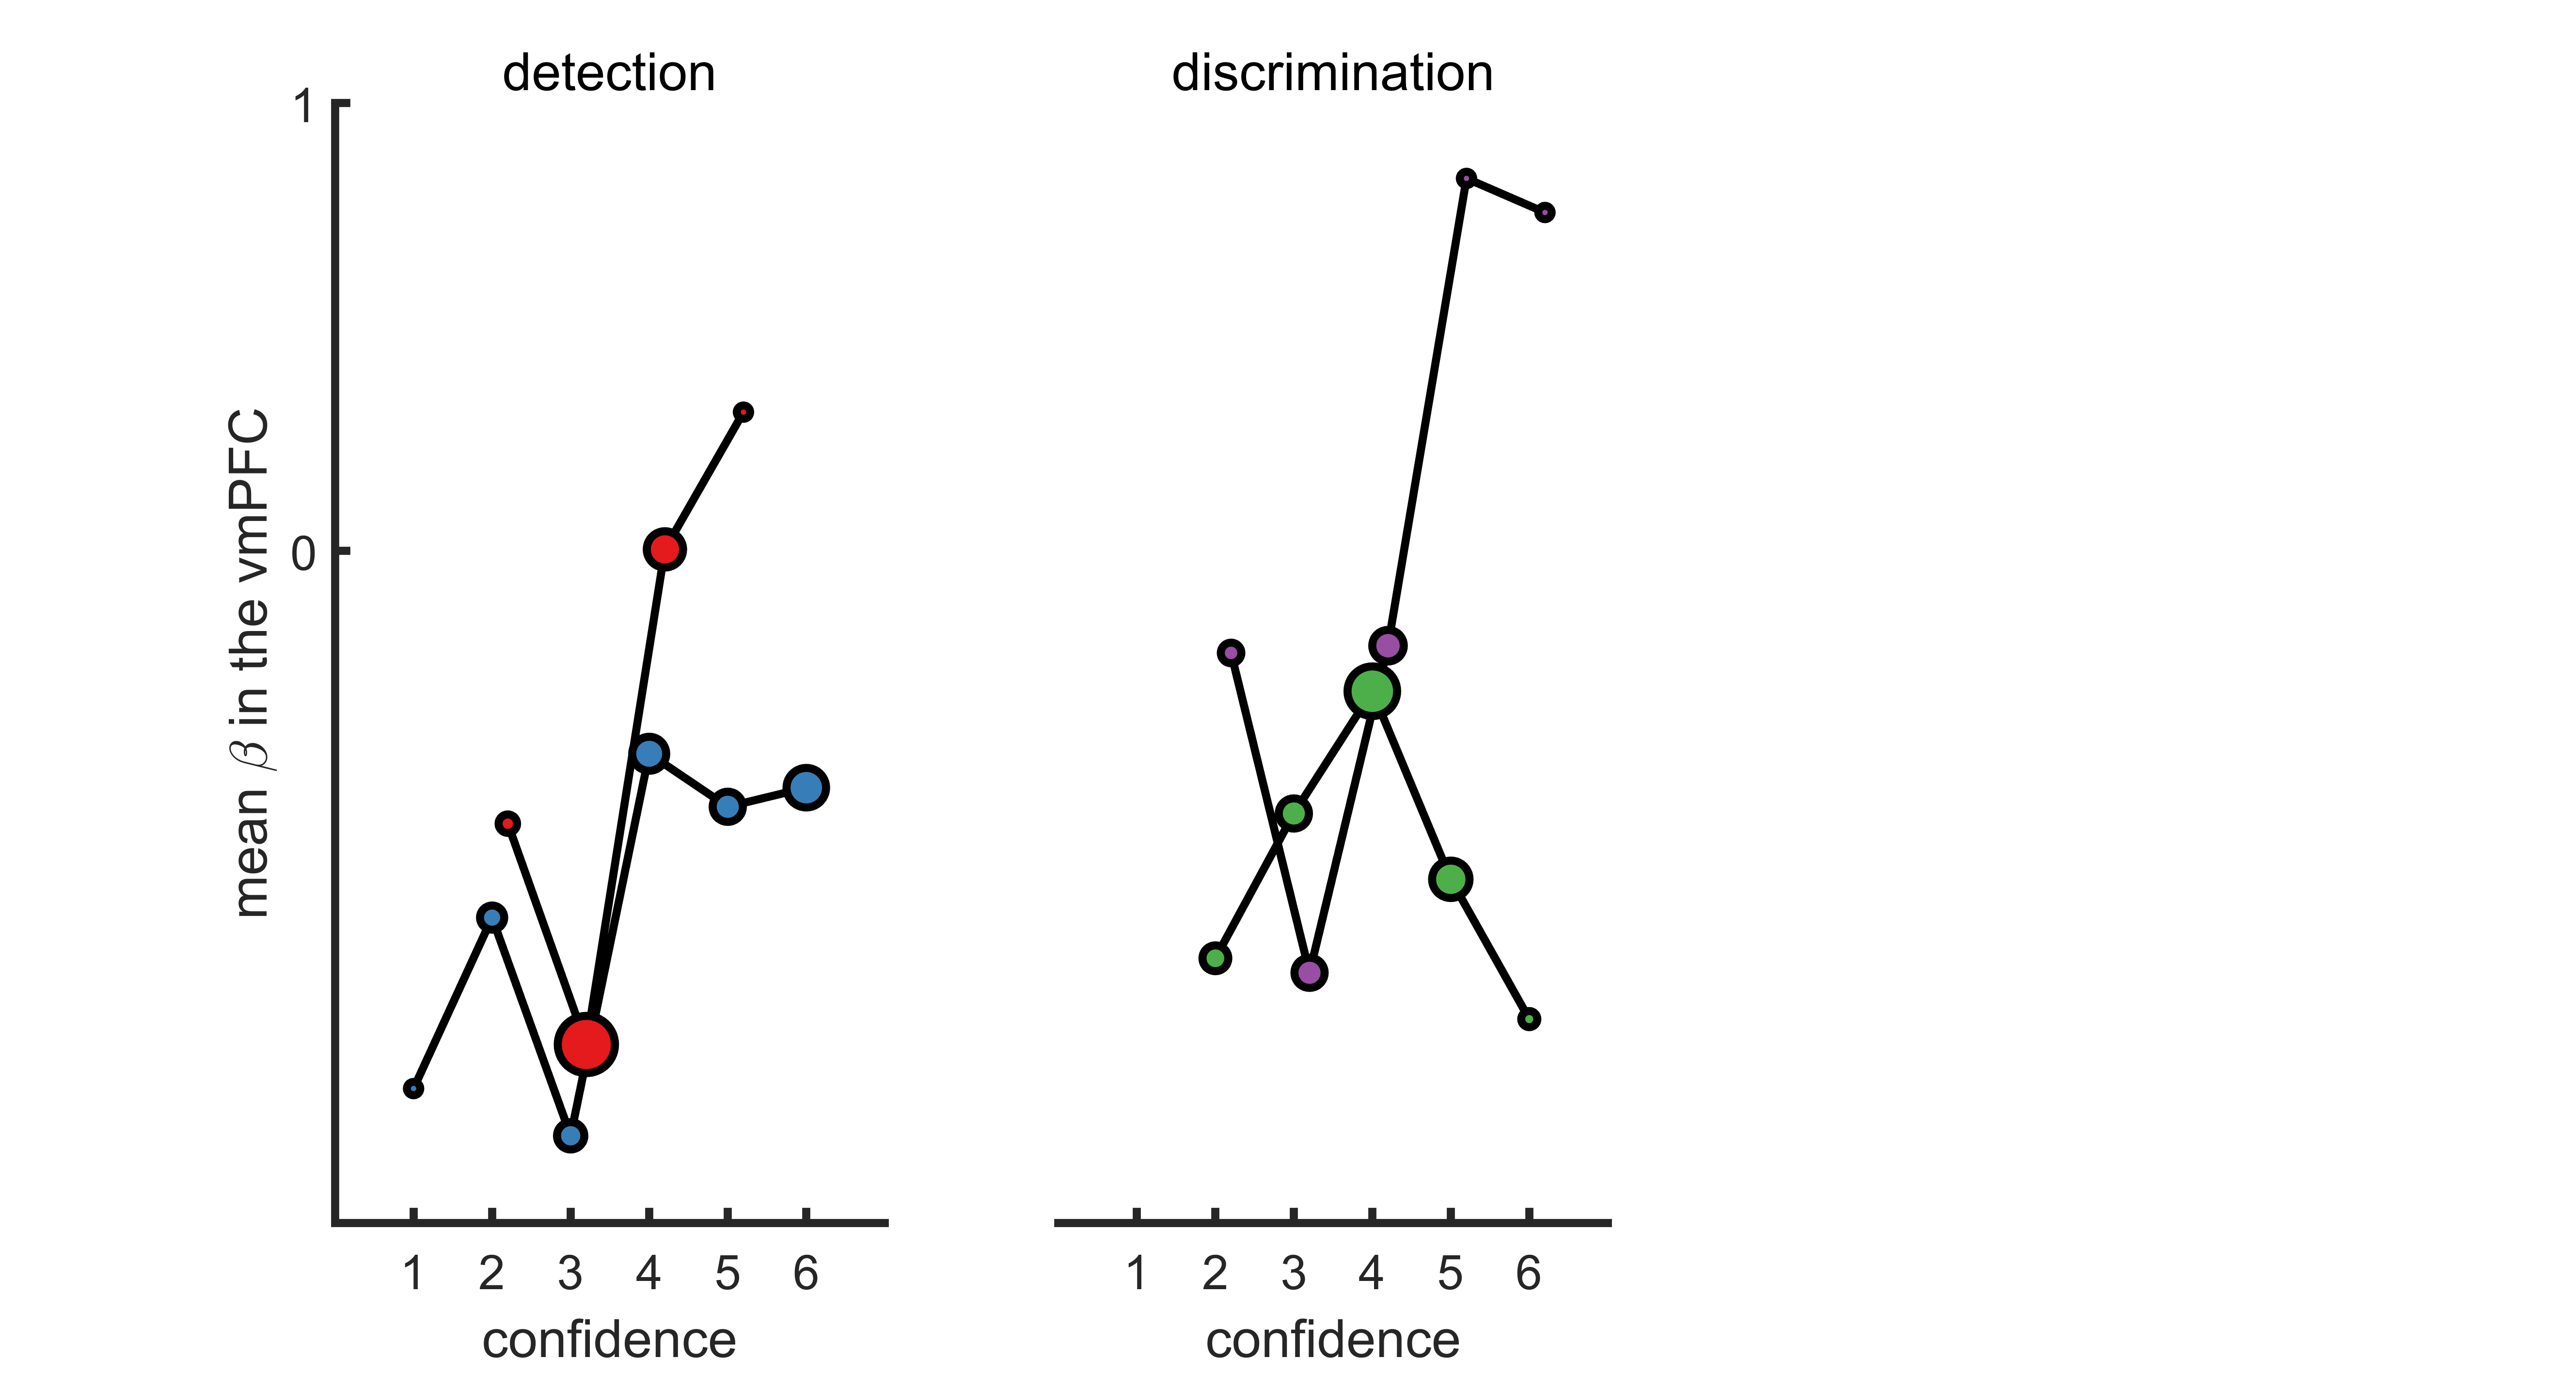 detection
discrimination
1
0
mean β in the vmPFC
1 2 3 4 5 6
confidence
1 2 3 4 5 6
confidence